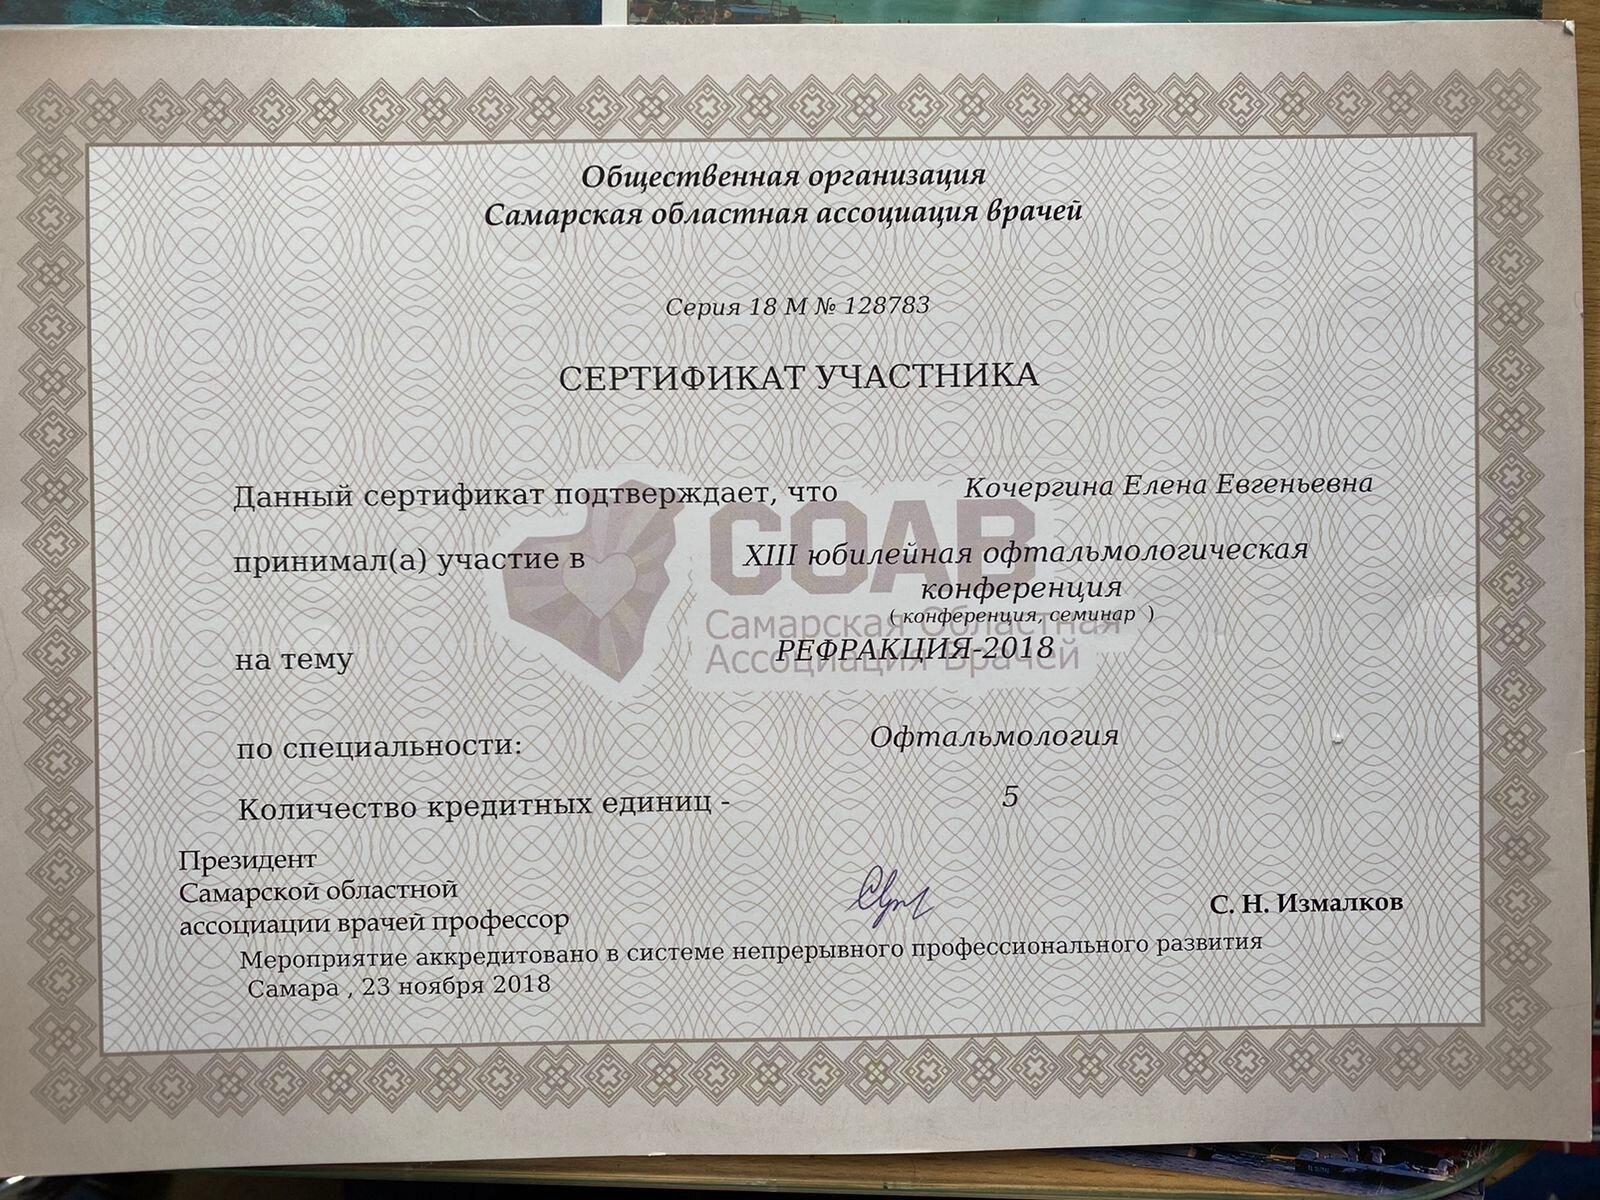 Общественная организация
Самарская областная ассоциация врачей
Серия 18 М № 128783
СЕРТИФИКАТ УЧАСТНИКА
Данный сертификат подтверждает, что Кочергина Елена Евгеньевна
принимал(а) участие в XIII юбилейная офтальмологическая
конференция
( конференция, семинар )
на тему РЕФРАКЦИЯ-2018
СОАВ
Самарская Областная
Ассоциация Врачей
по специальности: Офтальмология
Количество кредитных единиц - 5
Президент
Самарской областной
ассоциации врачей профессор С. Н. Измалков
Мероприятие аккредитовано в системе непрерывного профессионального развития
Самара , 23 ноября 2018